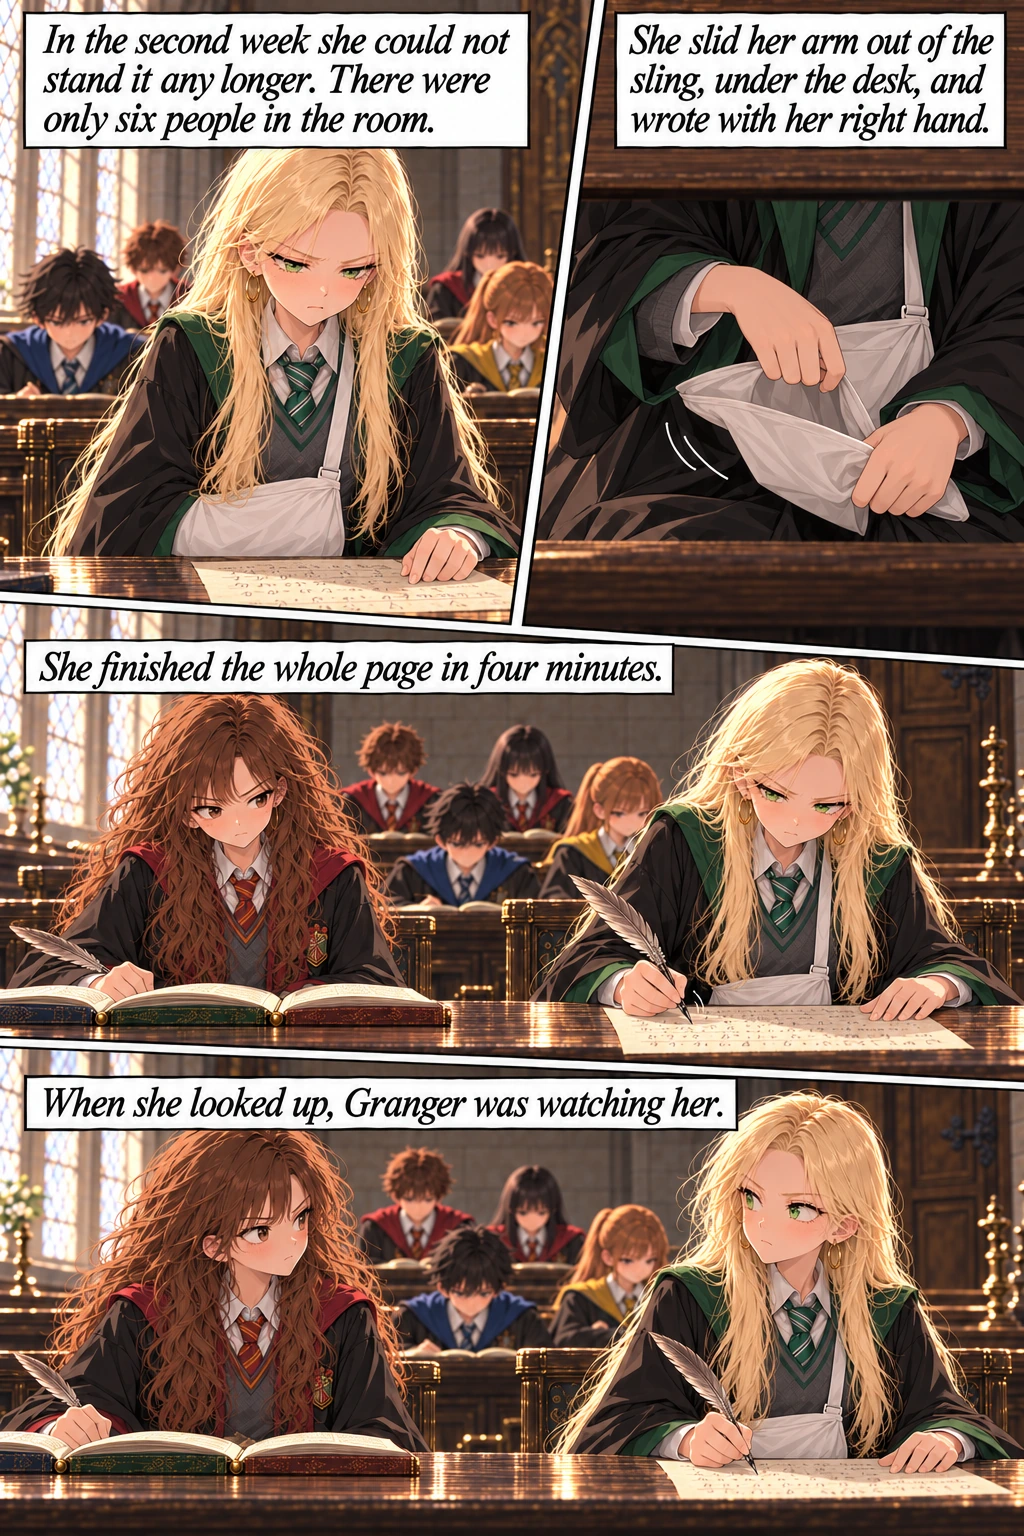 In the second week she could not
stand it any longer. There were
only six people in the room.
She slid her arm out of the
sling, under the desk, and
wrote with her right hand.
She finished the whole page in four minutes.
When she looked up, Granger was watching her.